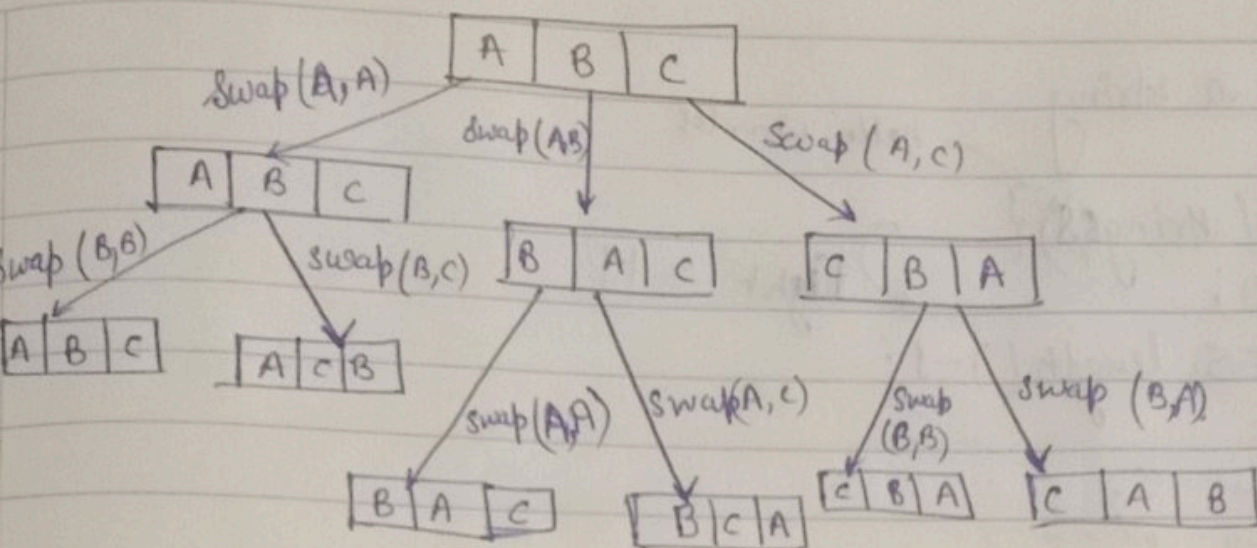 A B C
Swap (A, A)
swap (AB)
Swap (A, C)
A B C
B A C
C B A
swap (B,B)
swap (B,C)
A B C
A C B
swap (A,A)
swap(A, C)
swap
(B,B)
swap (B,A)
B A C
B C A
C B A
C A B